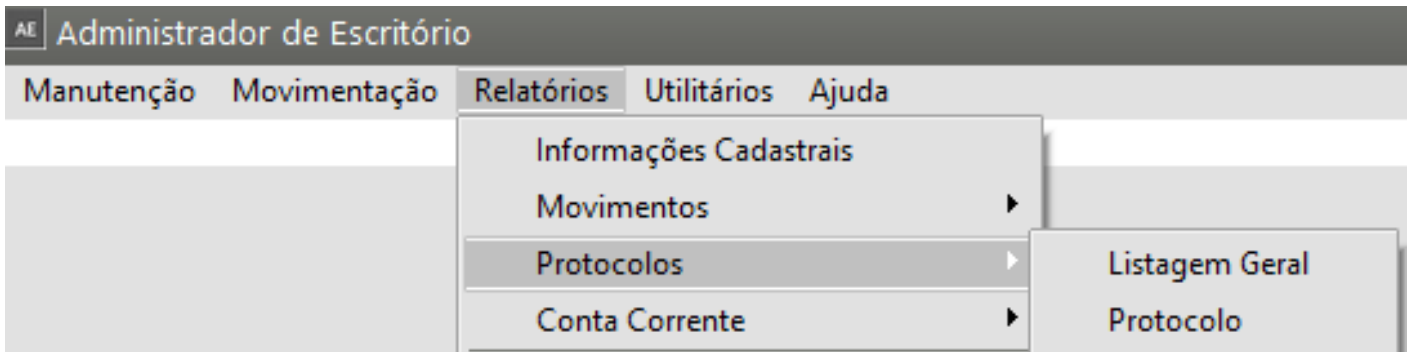 AE Administrador de Escritório
Manutenção Movimentação Relatórios Utilitários Ajuda
Informações Cadastrais
Movimentos
Protocolos
Conta Corrente
Listagem Geral
Protocolo